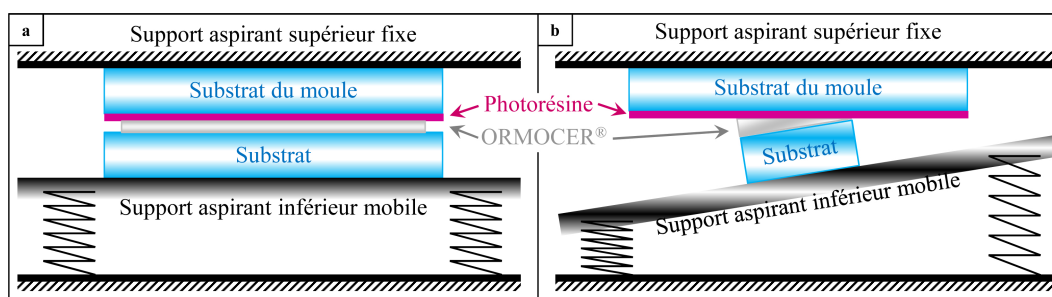 a
Support aspirant supérieur fixe
Substrat du moule
Substrat
Support aspirant inférieur mobile
Photorésine
ORMOCER®
b
Support aspirant supérieur fixe
Substrat du moule
Substrat
Support aspirant inférieur mobile